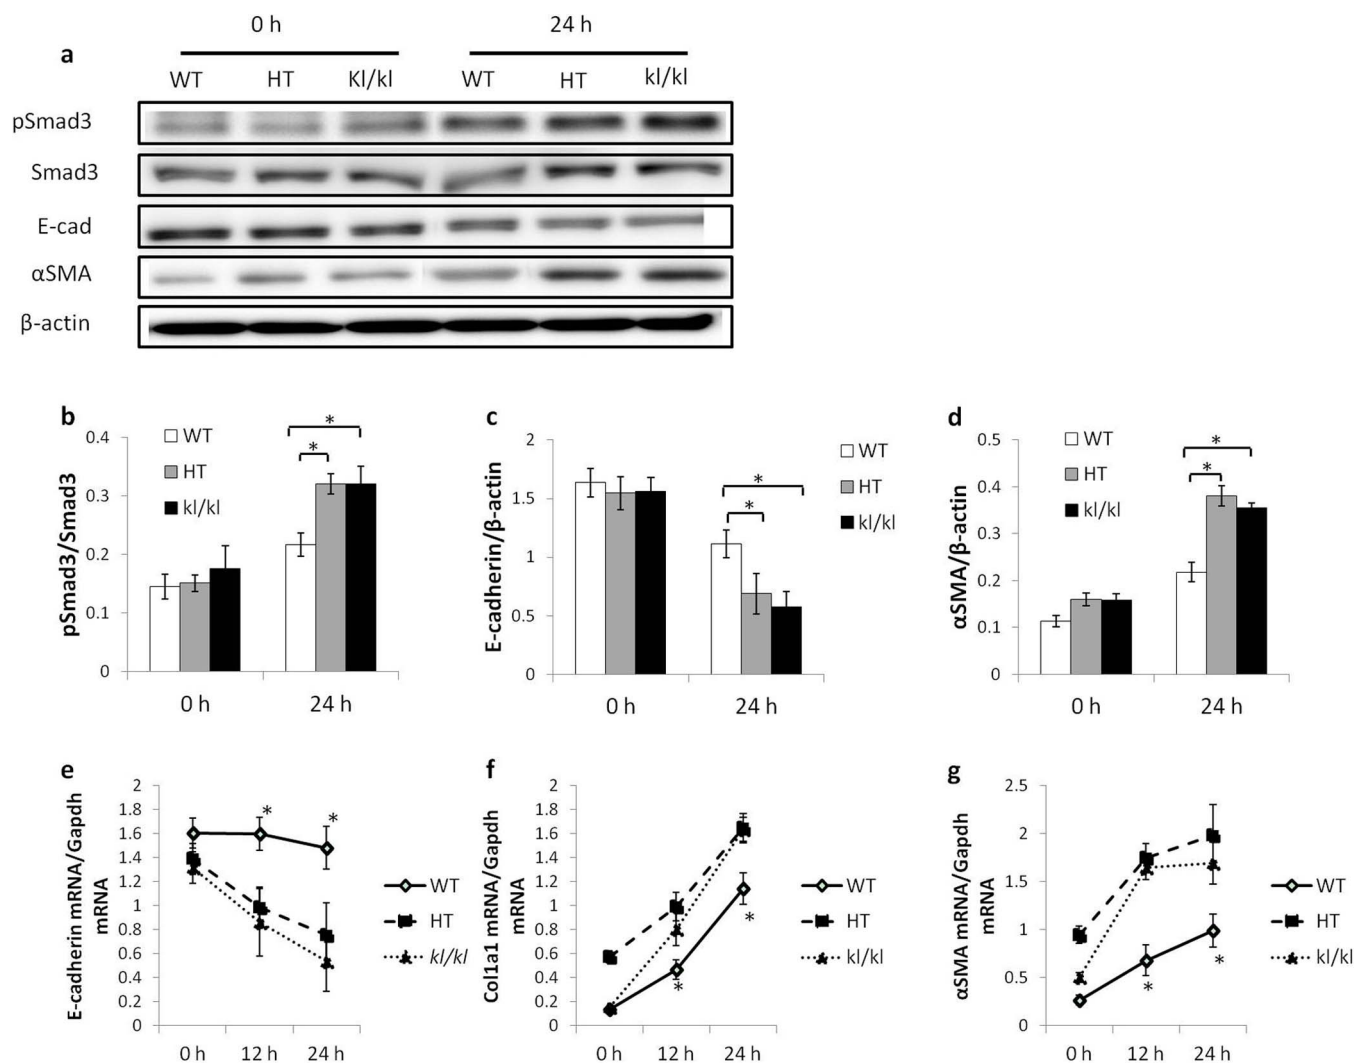 0 h 24 h
a
WT HT Kl/kl WT HT kl/kl
pSmad3
Smad3
E-cad
αSMA
β-actin
b
pSmad3/Smad3
0.4
0.3
0.2
0.1
0
WT
HT
kl/kl
*
*
0 h 24 h
c
E-cadherin/β-actin
2
1.5
1
0.5
0
WT
HT
kl/kl
*
*
0 h 24 h
d
αSMA/β-actin
0.5
0.4
0.3
0.2
0.1
0
WT
HT
kl/kl
*
*
0 h 24 h
e
E-cadherin mRNA/Gapdh
mRNA
2
1.8
1.6
1.4
1.2
1
0.8
0.6
0.4
0.2
0
*
*
WT
HT
kl/kl
0 h 12 h 24 h
f
Col1a1 mRNA/Gapdh
mRNA
2
1.8
1.6
1.4
1.2
1
0.8
0.6
0.4
0.2
0
*
*
WT
HT
kl/kl
0 h 12 h 24 h
g
αSMA mRNA/Gapdh
mRNA
2.5
2
1.5
1
0.5
0
*
*
WT
HT
kl/kl
0 h 12 h 24 h